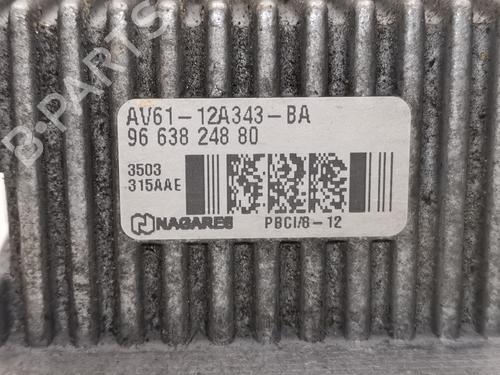 AV61-12A343-BA
96 638 248 80
3503
315AAE
NAGARES PBCI/8-12
B-PARTS